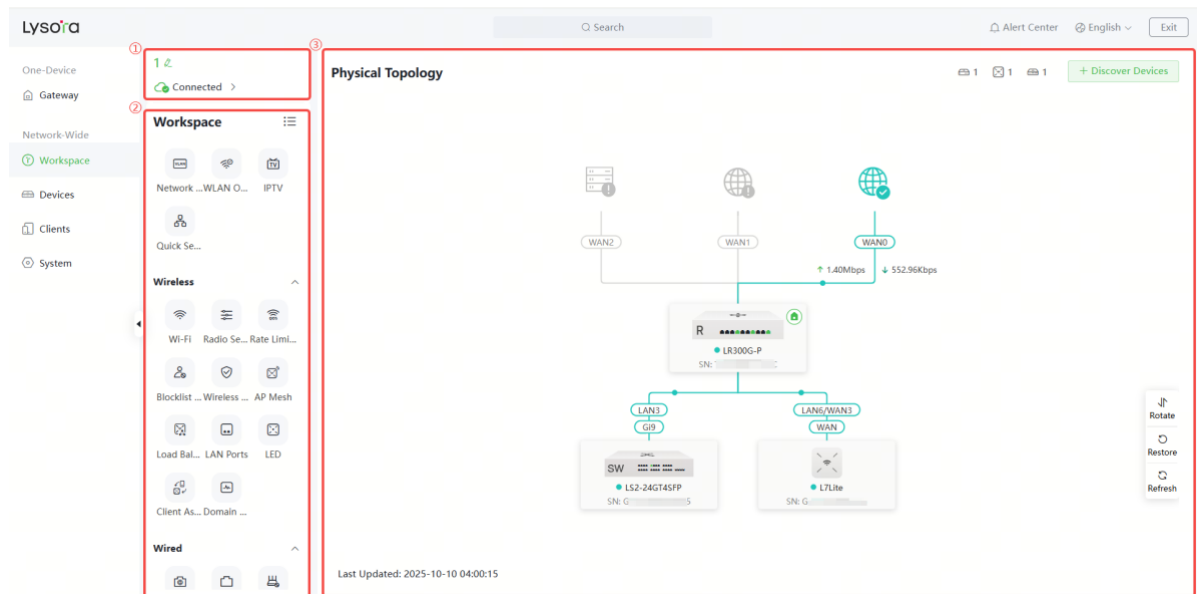 Lysora
Search
Alert Center
English
Exit
One-Device
Gateway
Network-Wide
Workspace
Devices
Clients
System
①
1
Connected
②
Workspace
Network ...
WLAN O...
IPTV
Quick Se...
Wireless
Wi-Fi
Radio Se...
Rate Limi...
Blocklist ...
Wireless ...
AP Mesh
Load Bal...
LAN Ports
LED
Client As...
Domain ...
Wired
③
Physical Topology
1
1
1
+ Discover Devices
WAN2
WAN1
WAN0
1.40Mbps
552.96Kbps
R
LR300G-P
SN:
LAN3
GI9
LAN6/WAN3
WAN
SW
LS2-24GT4SFP
SN: G 5
L7Lite
SN: G
Rotate
Restore
Refresh
Last Updated: 2025-10-10 04:00:15